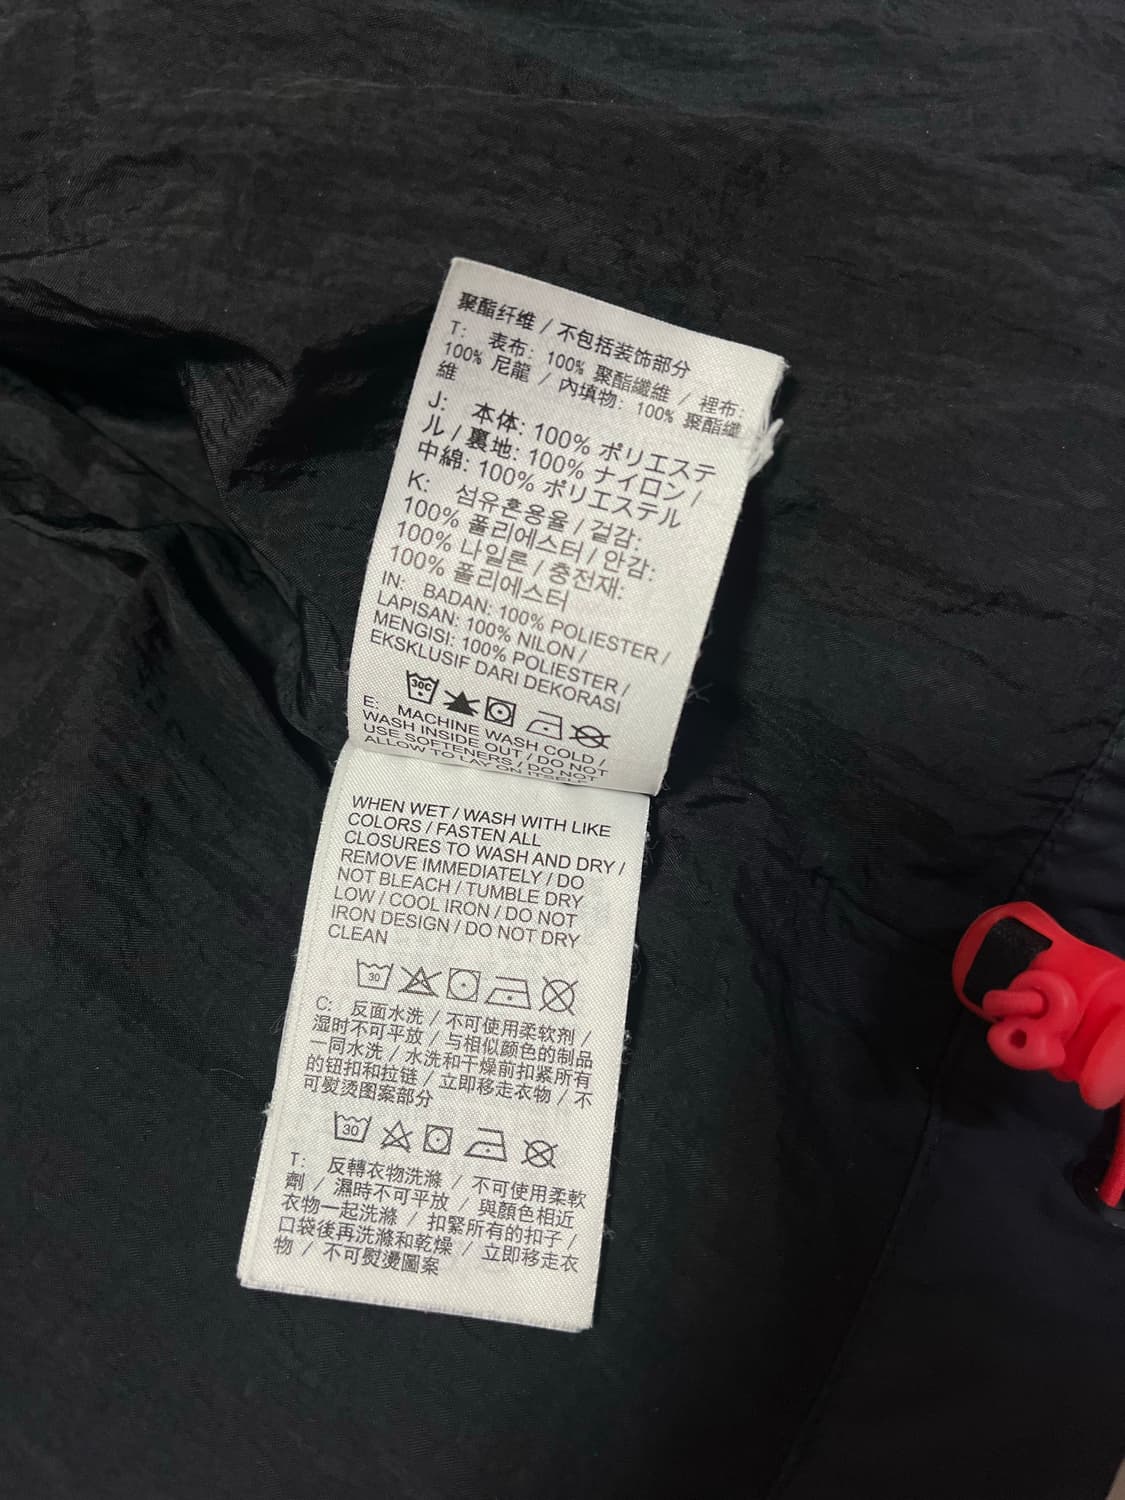 聚酯纤维 / 不包括装饰部分
T: 表布: 100% 聚酯纖維 / 裡布:
100% 尼龍 / 內填物: 100% 聚酯纖
維
J: 本体: 100% ポリエステ
ル / 裏地: 100% ナイロン /
中綿: 100% ポリエステル
K: 섬유혼용율 / 겉감:
100% 폴리에스터 / 안감:
100% 나일론 / 충전재:
100% 폴리에스터
IN: BADAN: 100% POLIESTER /
LAPISAN: 100% NILON /
MENGISI: 100% POLIESTER /
EKSKLUSIF DARI DEKORASI
30C
E: MACHINE WASH COLD /
WASH INSIDE OUT / DO NOT
USE SOFTENERS / DO NOT
ALLOW TO LAY ON ITSELF
WHEN WET / WASH WITH LIKE
COLORS / FASTEN ALL
CLOSURES TO WASH AND DRY /
REMOVE IMMEDIATELY / DO
NOT BLEACH / TUMBLE DRY
LOW / COOL IRON / DO NOT
IRON DESIGN / DO NOT DRY
CLEAN
30
C: 反面水洗 / 不可使用柔软剂 /
湿时不可平放 / 与相似颜色的制品
一同水洗 / 水洗和干燥前扣紧所有
的钮扣和拉链 / 立即移走衣物 / 不
可熨烫图案部分
30
T: 反轉衣物洗滌 / 不可使用柔軟
劑 / 濕時不可平放 / 與顏色相近
衣物一起洗滌 / 扣緊所有的扣子 /
口袋後再洗滌和乾燥 / 立即移走衣
物 / 不可熨燙圖案